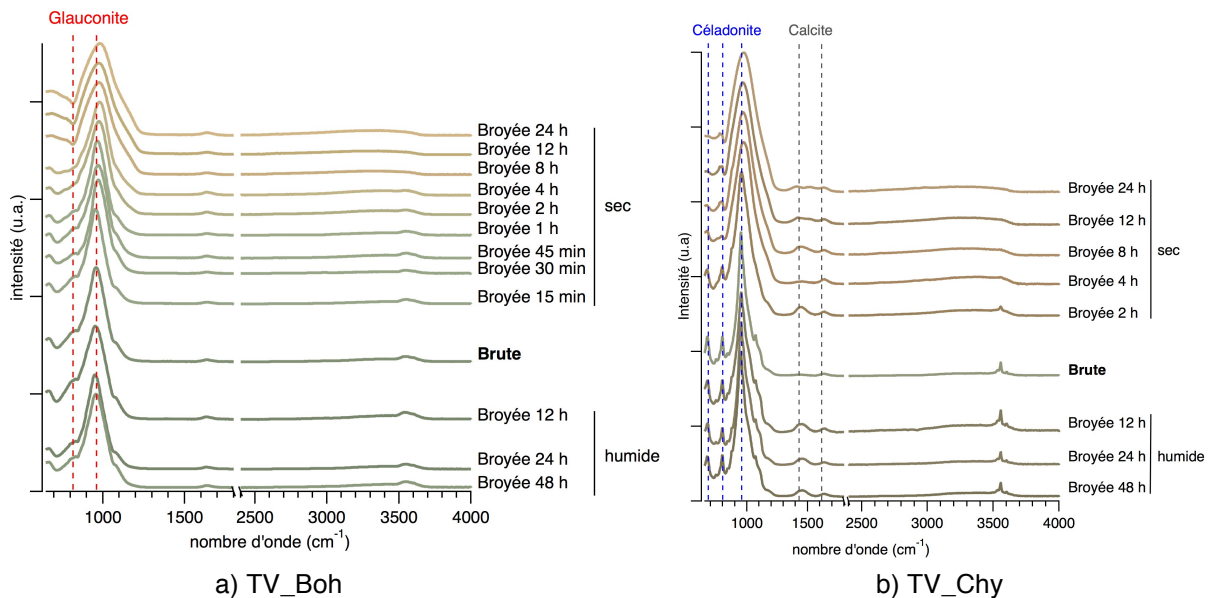 Glauconite
intensité (u.a.)
Broyée 24 h
Broyée 12 h
Broyée 8 h
Broyée 4 h
Broyée 2 h
Broyée 1 h
Broyée 45 min
Broyée 30 min
Broyée 15 min
sec
Brute
Broyée 12 h
Broyée 24 h
Broyée 48 h
humide
1000 1500 2400 3000 3500 4000
nombre d'onde (cm⁻¹)
a) TV_Boh
Céladonite Calcite
Intensité (u.a)
Broyée 24 h
Broyée 12 h
Broyée 8 h
Broyée 4 h
Broyée 2 h
sec
Brute
Broyée 12 h
Broyée 24 h
Broyée 48 h
humide
1000 1500 2500 3000 3500 4000
nombre d'onde (cm⁻¹)
b) TV_Chy